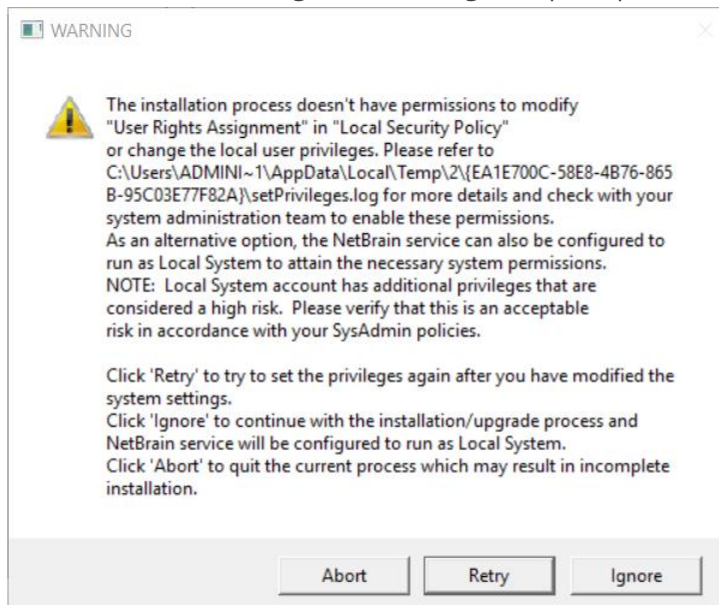 WARNING
The installation process doesn't have permissions to modify
"User Rights Assignment" in "Local Security Policy"
or change the local user privileges. Please refer to
C:\Users\ADMINI~1\AppData\Local\Temp\2\{EA1E700C-58E8-4B76-865
B-95C03E77F82A}\setPrivileges.log for more details and check with your
system administration team to enable these permissions.
As an alternative option, the NetBrain service can also be configured to
run as Local System to attain the necessary system permissions.
NOTE:  Local System account has additional privileges that are
considered a high risk.  Please verify that this is an acceptable
risk in accordance with your SysAdmin policies.
Click 'Retry' to try to set the privileges again after you have modified the
system settings.
Click 'Ignore' to continue with the installation/upgrade process and
NetBrain service will be configured to run as Local System.
Click 'Abort' to quit the current process which may result in incomplete
installation.
Abort Retry Ignore